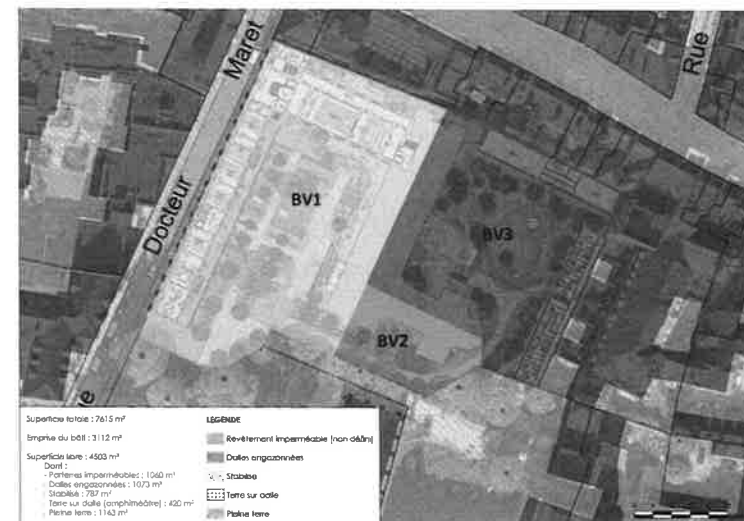 Maret
Rue
Docteur
BV1
BV3
BV2
ue
Superficie totale : 7615 m²
Emprise du bâti : 3112 m²
Superficie libre : 4503 m²
Dont :
- Parterres imperméables : 1060 m²
- Dalles engazonnées : 1073 m²
- Stabilisé : 787 m²
- Terre sur dalle (amphithéâtre) : 420 m²
- Pleine terre : 1163 m²
LEGENDE
Revêtement imperméable (non défini)
Dalles engazonnées
Stabilisé
Terre sur dalle
Pleine terre